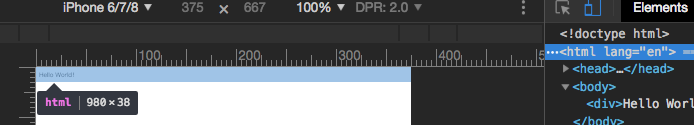 iPhone 6/7/8 ▼ 375 × 667 100% ▼ DPR: 2.0 ▼ Elements
<!doctype html>
100 200 300 400 500
…<html lang="en">
▶<head>…</head>
Hello World!
▼<body>
html 980 × 38
<div>Hello Worl
</body>